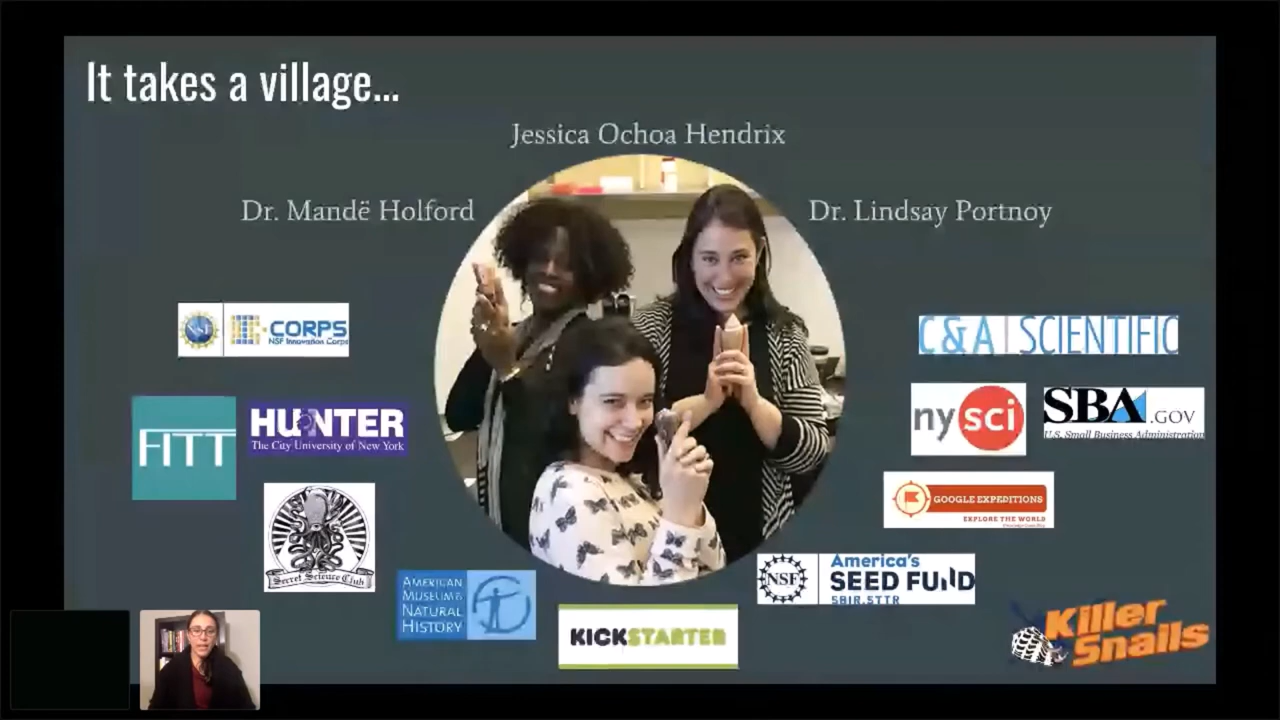 It takes a village...
Jessica Ochoa Hendrix
Dr. Mandë Holford
Dr. Lindsay Portnoy
NSF
CORPS
NSF Innovation Corps
C & A | SCIENTIFIC
FITT
HUNTER
The City University of New York
nysci
SBA.GOV
U.S. Small Business Administration
Secret Science Club
GOOGLE EXPEDITIONS
EXPLORE THE WORLD
AMERICAN
MUSEUM &
NATURAL
HISTORY
NSF
America's
SEED FUND
SBIR.STTR
KICKSTARTER
Killer
Snails